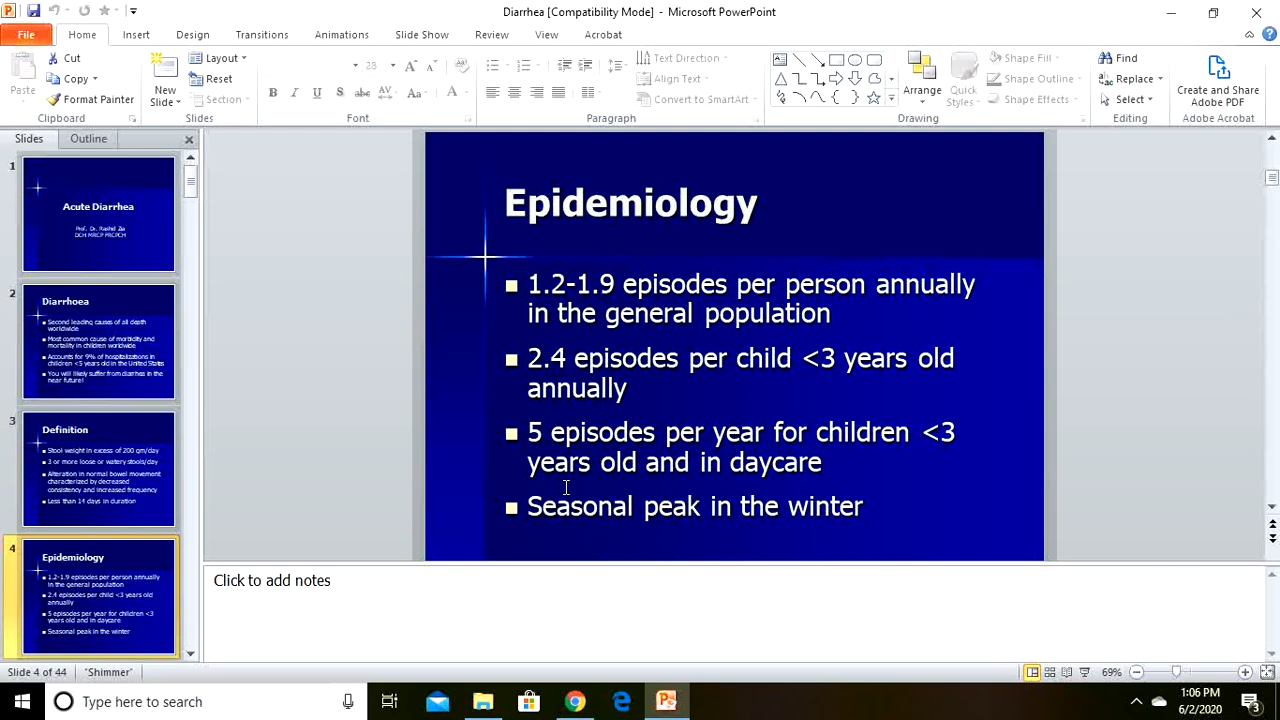 Diarrhea [Compatibility Mode] - Microsoft PowerPoint
File Home Insert Design Transitions Animations Slide Show Review View Acrobat
Paste
Cut
Copy
Format Painter
Clipboard
New
Slide
Layout
Reset
Section
Slides
28
Font
Text Direction
Align Text
Convert to SmartArt
Paragraph
Arrange
Quick
Styles
Shape Fill
Shape Outline
Shape Effects
Drawing
Find
Replace
Select
Editing
Create and Share
Adobe PDF
Adobe Acrobat
Slides Outline
1
Acute Diarrhea
Prof. Dr. Rashid Zia
DCH MRCP FRCPCH
2
Diarrhoea
Second leading causes of all death
worldwide
Most common cause of morbidity and
mortality in children worldwide
Accounts for 9% of hospitalizations in
children <5 years old in the United States
You will likely suffer from diarrhea in the
near future!
3
Definition
Stool weight in excess of 200 gm/day
3 or more loose or watery stools/day
Alteration in normal bowel movement
characterized by decreased
consistency and increased frequency
Less than 14 days in duration
4
Epidemiology
1.2-1.9 episodes per person annually
in the general population
2.4 episodes per child <3 years old
annually
5 episodes per year for children <3
years old and in daycare
Seasonal peak in the winter
Epidemiology
1.2-1.9 episodes per person annually
in the general population
2.4 episodes per child <3 years old
annually
5 episodes per year for children <3
years old and in daycare
Seasonal peak in the winter
Click to add notes
Slide 4 of 44 "Shimmer" 69%
Type here to search
1:06 PM
6/2/2020